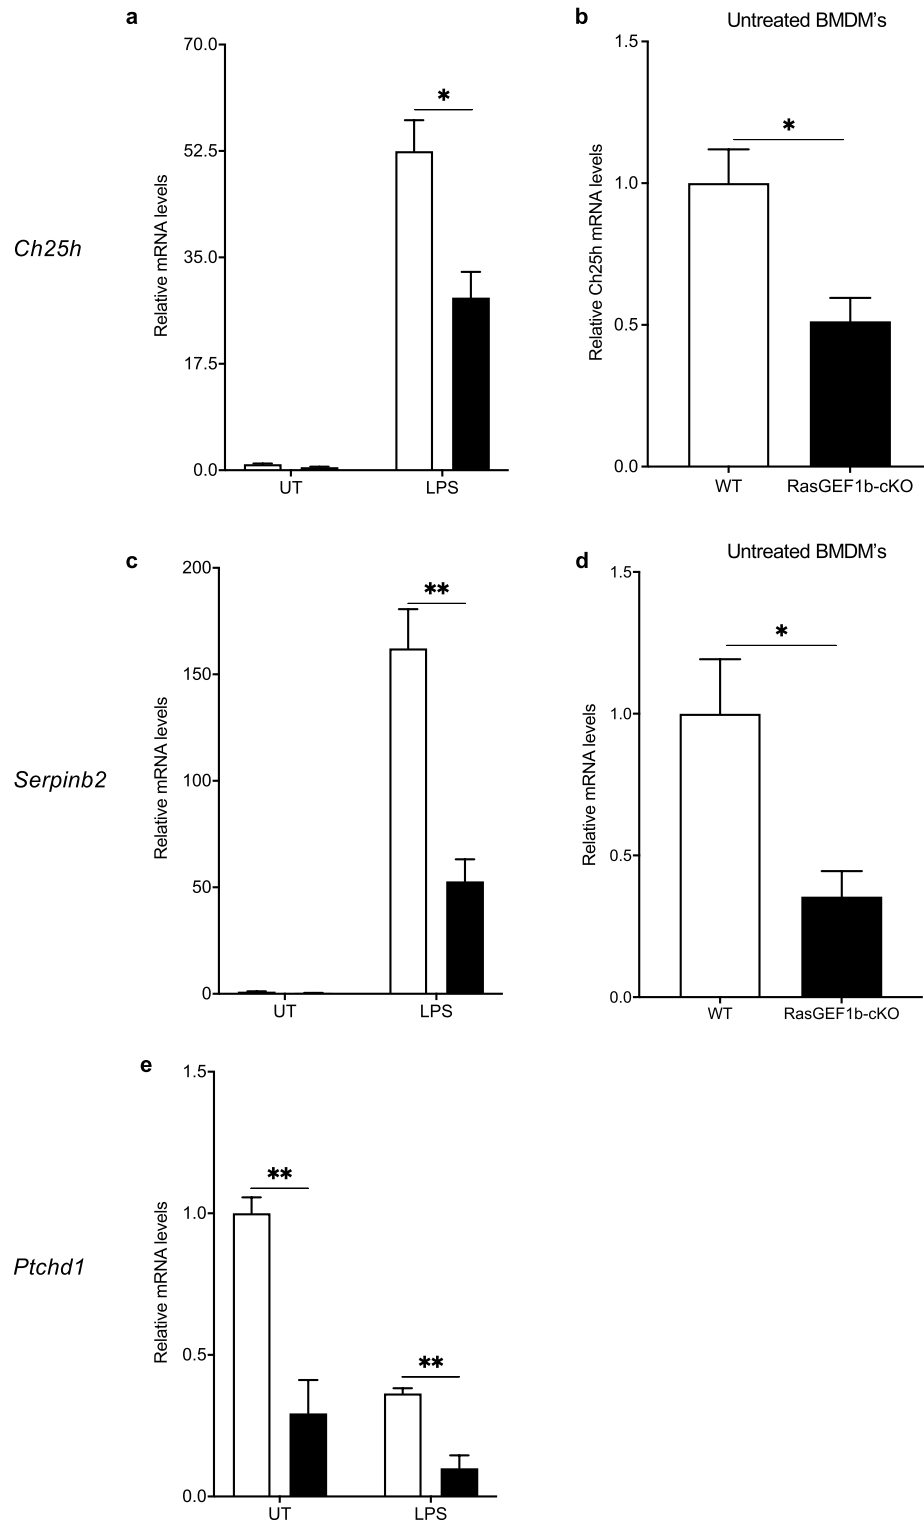 a
70.0
52.5
35.0
17.5
0.0
Relative mRNA levels
*
UT
LPS
Ch25h
b
Untreated BMDM's
1.5
1.0
0.5
0.0
Relative Ch25h mRNA levels
*
WT
RasGEF1b-cKO
c
200
150
100
50
0
Relative mRNA levels
**
UT
LPS
Serpinb2
d
Untreated BMDM's
1.5
1.0
0.5
0.0
Relative mRNA levels
*
WT
RasGEF1b-cKO
e
1.5
1.0
0.5
0.0
Relative mRNA levels
**
**
UT
LPS
Ptchd1